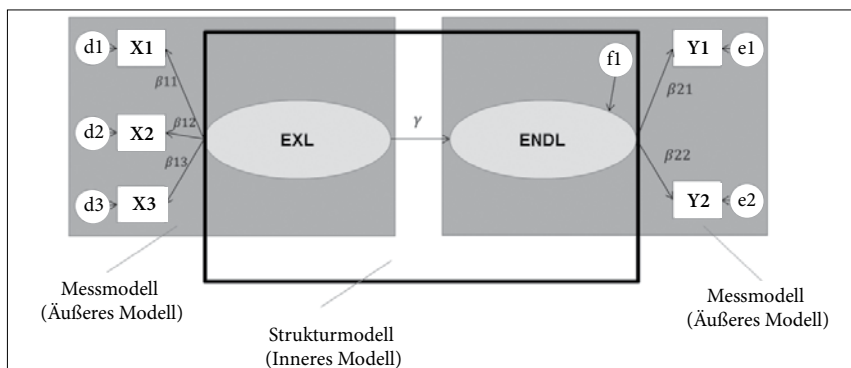 d1 X1
β11
d2 X2
β12
β13
d3 X3
EXL
γ
f1
ENDL
Y1 e1
β21
β22
Y2 e2
Messmodell
(Äußeres Modell)
Strukturmodell
(Inneres Modell)
Messmodell
(Äußeres Modell)